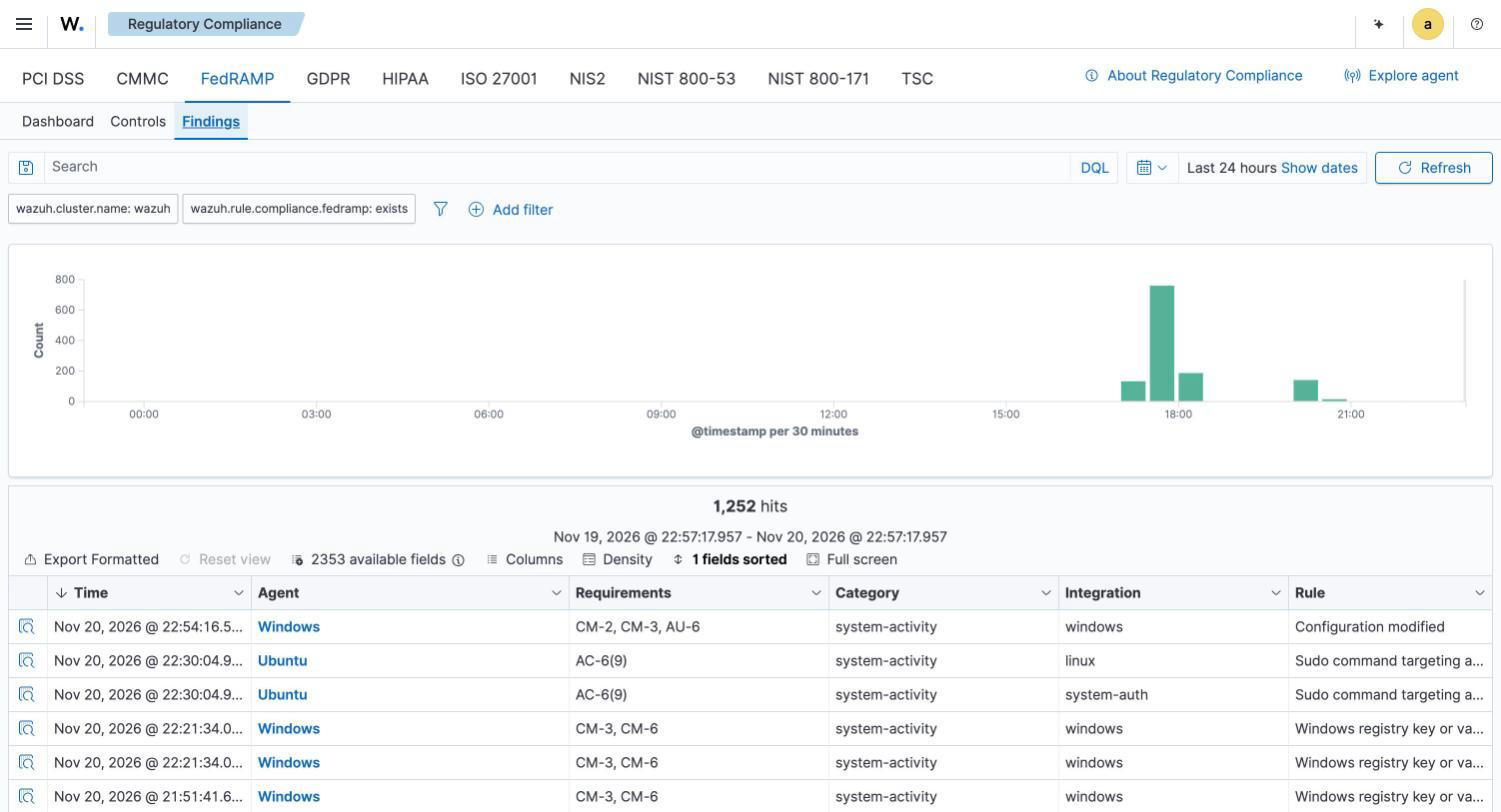 W. Regulatory Compliance a
PCI DSS CMMC FedRAMP GDPR HIPAA ISO 27001 NIS2 NIST 800-53 NIST 800-171 TSC About Regulatory Compliance Explore agent
Dashboard Controls Findings
Search DQL Last 24 hours Show dates Refresh
wazuh.cluster.name: wazuh wazuh.rule.compliance.fedramp: exists Add filter
800
600
400
200
0
Count
00:00 03:00 06:00 09:00 12:00 15:00 18:00 21:00
@timestamp per 30 minutes
1,252 hits
Nov 19, 2026 @ 22:57:17.957 - Nov 20, 2026 @ 22:57:17.957
Export Formatted Reset view 2353 available fields Columns Density 1 fields sorted Full screen
Time Agent Requirements Category Integration Rule
Nov 20, 2026 @ 22:54:16.5... Windows CM-2, CM-3, AU-6 system-activity windows Configuration modified
Nov 20, 2026 @ 22:30:04.9... Ubuntu AC-6(9) system-activity linux Sudo command targeting a...
Nov 20, 2026 @ 22:30:04.9... Ubuntu AC-6(9) system-activity system-auth Sudo command targeting a...
Nov 20, 2026 @ 22:21:34.0... Windows CM-3, CM-6 system-activity windows Windows registry key or va...
Nov 20, 2026 @ 22:21:34.0... Windows CM-3, CM-6 system-activity windows Windows registry key or va...
Nov 20, 2026 @ 21:51:41.6... Windows CM-3, CM-6 system-activity windows Windows registry key or va...